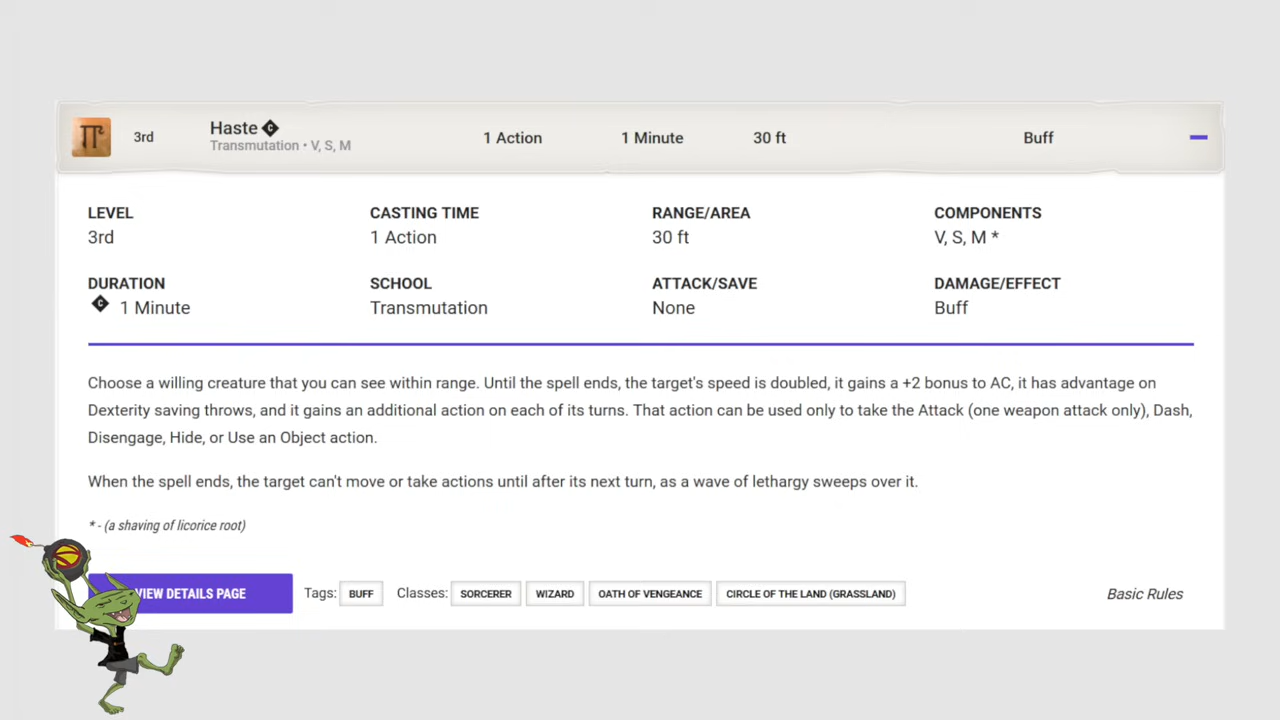 3rd Haste C 1 Action 1 Minute 30 ft Buff
Transmutation • V, S, M
LEVEL CASTING TIME RANGE/AREA COMPONENTS
3rd 1 Action 30 ft V, S, M *
DURATION SCHOOL ATTACK/SAVE DAMAGE/EFFECT
C 1 Minute Transmutation None Buff
Choose a willing creature that you can see within range. Until the spell ends, the target's speed is doubled, it gains a +2 bonus to AC, it has advantage on
Dexterity saving throws, and it gains an additional action on each of its turns. That action can be used only to take the Attack (one weapon attack only), Dash,
Disengage, Hide, or Use an Object action.
When the spell ends, the target can't move or take actions until after its next turn, as a wave of lethargy sweeps over it.
* - (a shaving of licorice root)
VIEW DETAILS PAGE Tags: BUFF Classes: SORCERER WIZARD OATH OF VENGEANCE CIRCLE OF THE LAND (GRASSLAND) Basic Rules